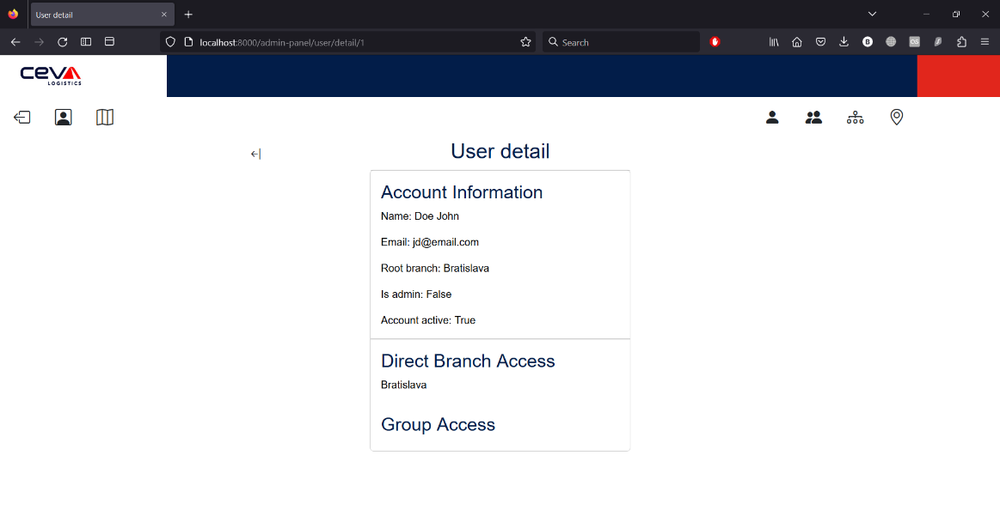 User detail
localhost:8000/admin-panel/user/detail/1
Search
CEVA
LOGISTICS
User detail
Account Information
Name: Doe John
Email: jd@email.com
Root branch: Bratislava
Is admin: False
Account active: True
Direct Branch Access
Bratislava
Group Access